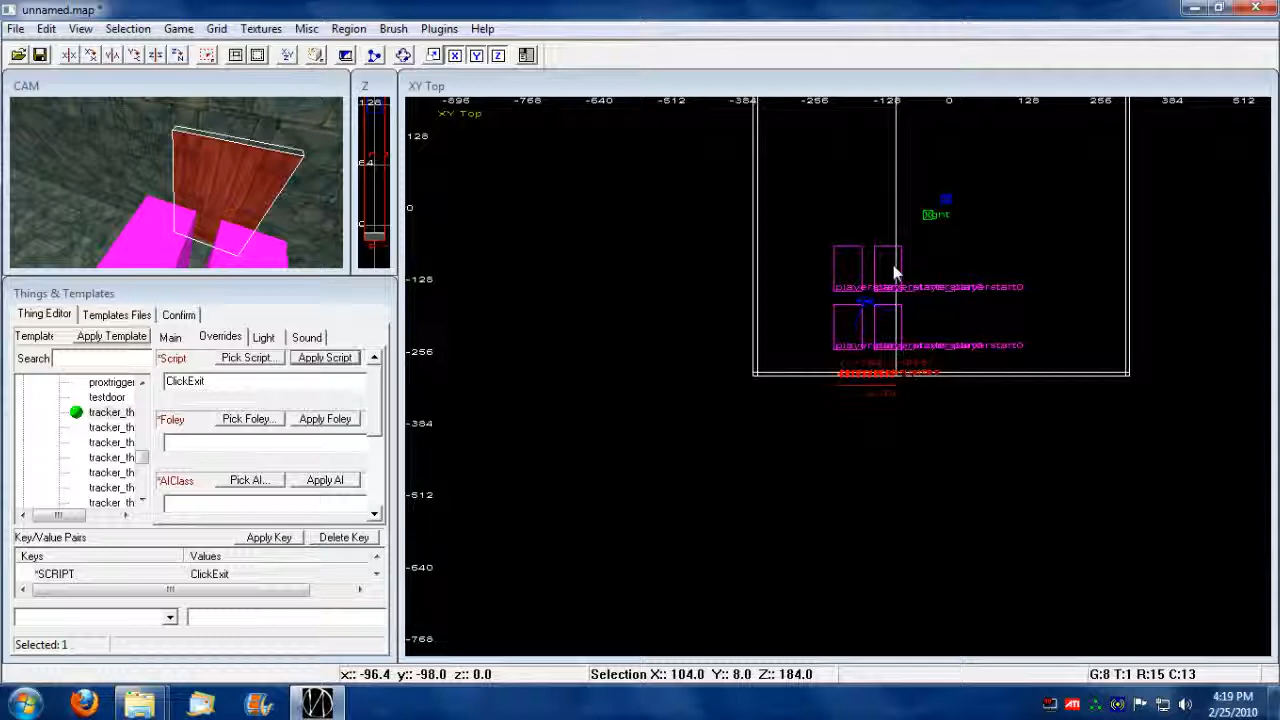 unnamed.map *
File Edit View Selection Game Grid Textures Misc Region Brush Plugins Help
CAM Z XY Top
-896 -768 -640 -512 -384 -256 -128 0 128 256 384 512
XY Top
128
0
-128
-256
-384
-512
-640
-768
128
64
0
light
playerstart0
playerstart0
Things & Templates
Thing Editor Templates Files Confirm
Template Apply Template Main Overrides Light Sound
Search *Script Pick Script... Apply Script
ClickExit
proxtrigger
testdoor
tracker_th
tracker_th
tracker_th
tracker_th
tracker_th
tracker_th
tracker_th
*Foley Pick Foley... Apply Foley
*AIClass Pick AI... Apply AI
Key/Value Pairs Apply Key Delete Key
Keys Values
*SCRIPT ClickExit
Selected: 1
x:: -96.4 y:: -98.0 z:: 0.0 Selection X:: 104.0 Y:: 8.0 Z:: 184.0 G:8 T:1 R:15 C:13
4:19 PM
2/25/2010